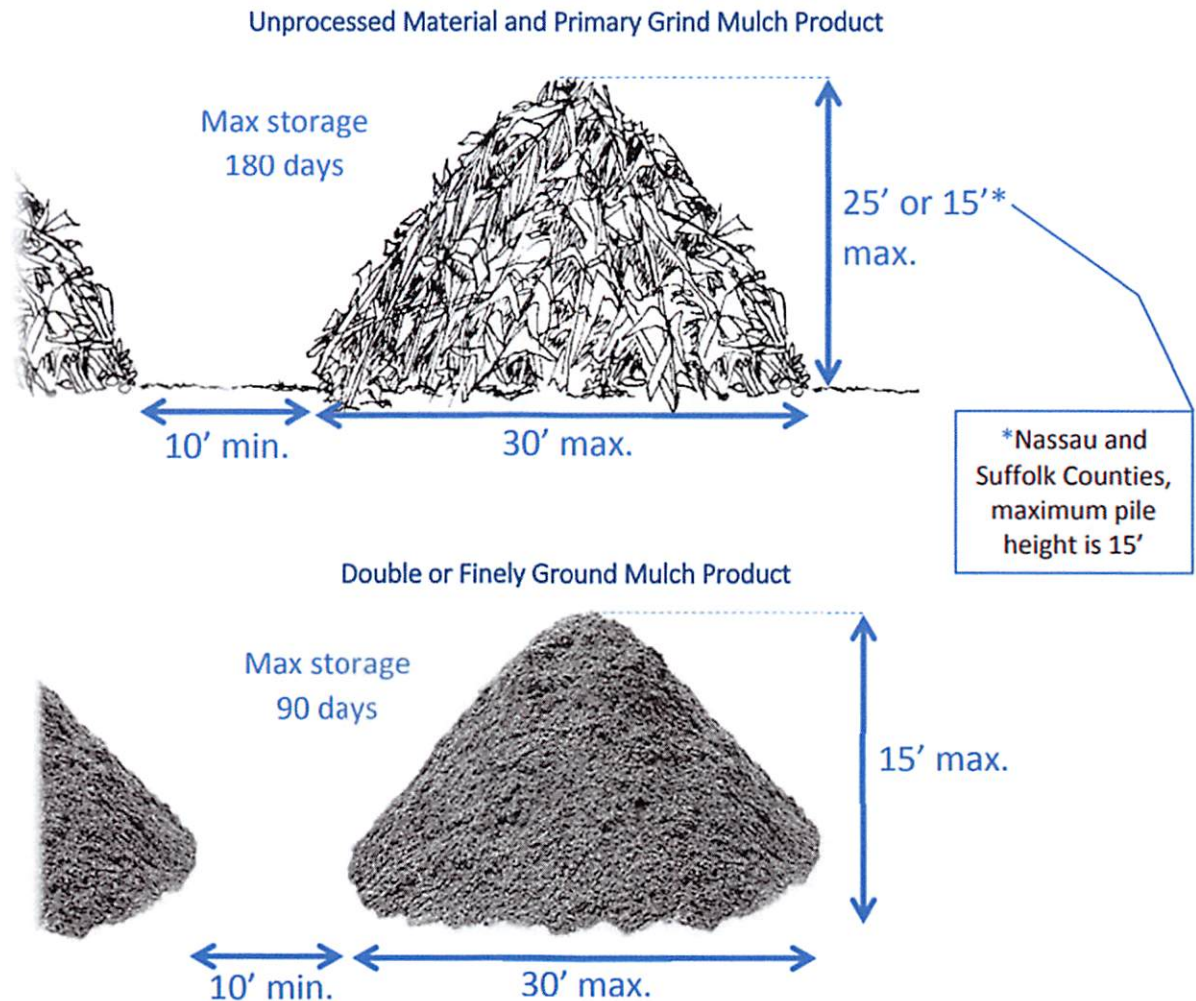 Unprocessed Material and Primary Grind Mulch Product
Max storage
180 days
25’ or 15’*
max.
10’ min.
30’ max.
*Nassau and
Suffolk Counties,
maximum pile
height is 15’
Double or Finely Ground Mulch Product
Max storage
90 days
15’ max.
10’ min.
30’ max.